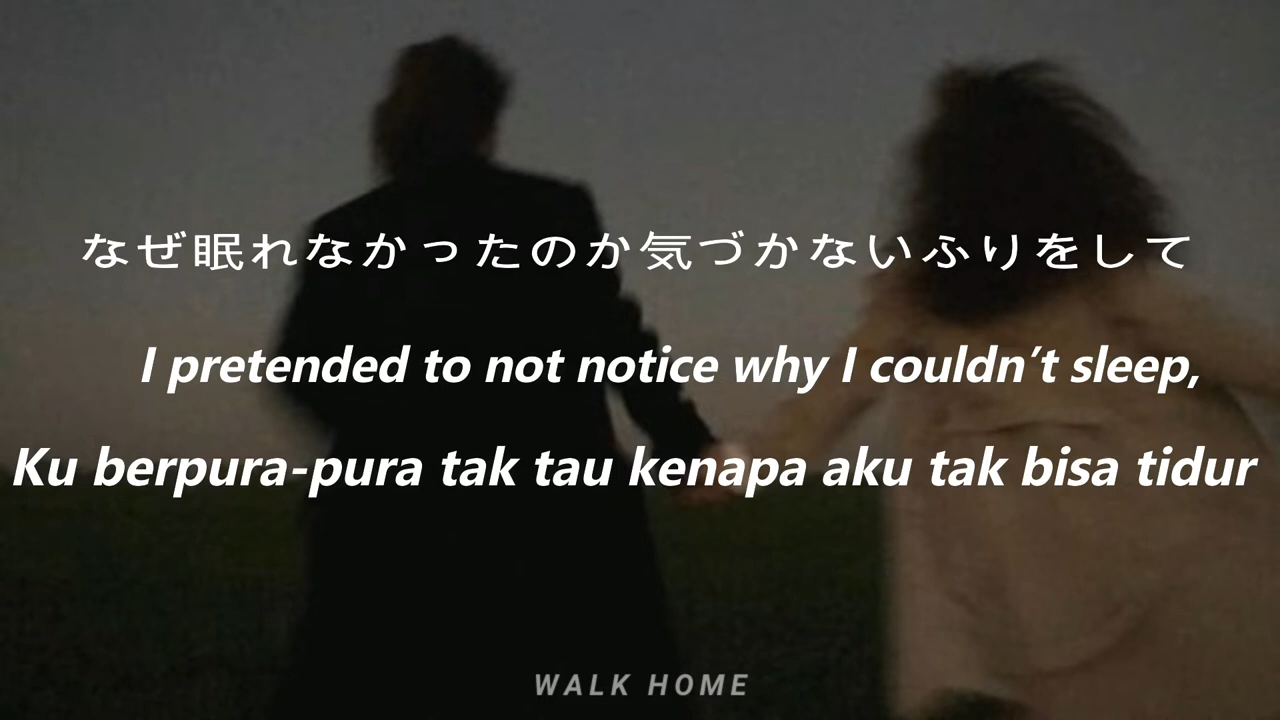 なぜ眠れなかったのか気づかないふりをして
I pretended to not notice why I couldn’t sleep,
Ku berpura-pura tak tau kenapa aku tak bisa tidur
WALK HOME